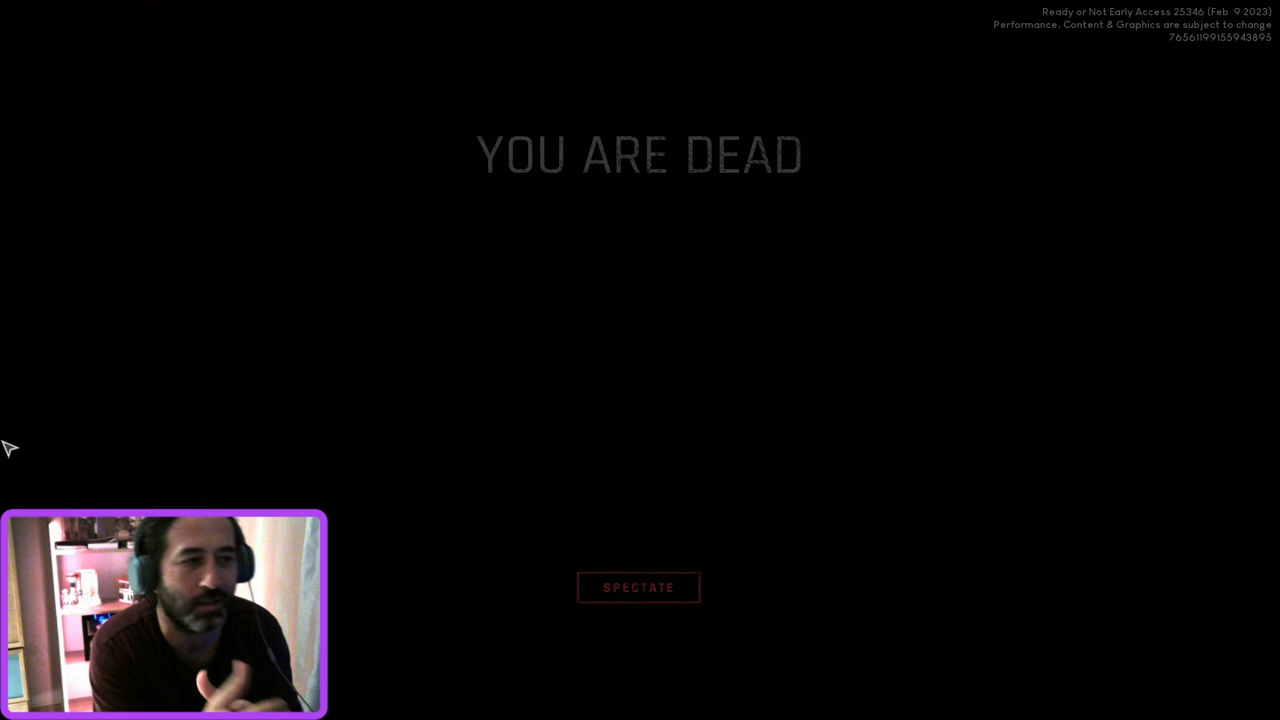 Ready or Not Early Access 25346 (Feb 9 2023)
Performance, Content & Graphics are subject to change
76561199155943895
YOU ARE DEAD
SPECTATE